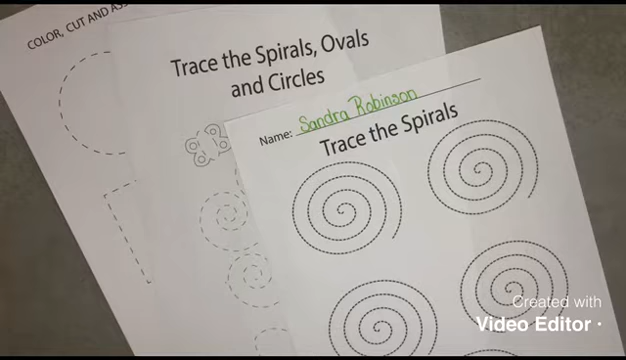 COLOR, CUT AND
Trace the Spirals, Ovals
and Circles
Name: Sandra Robinson
Trace the Spirals
Created with
Video Editor